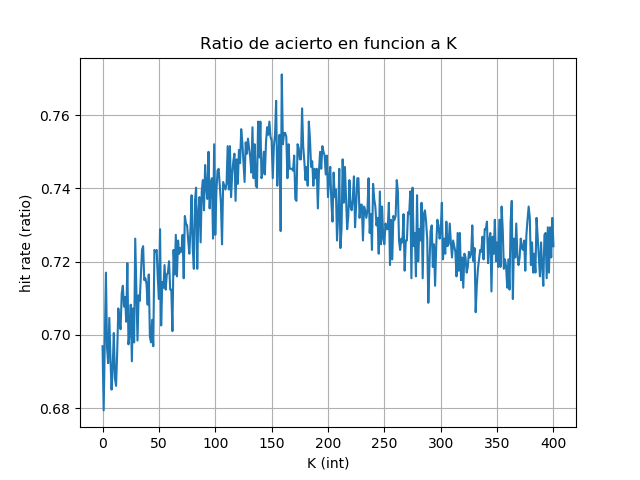 Ratio de acierto en funcion a K
hit rate (ratio)
0.76
0.74
0.72
0.70
0.68
0 50 100 150 200 250 300 350 400
K (int)